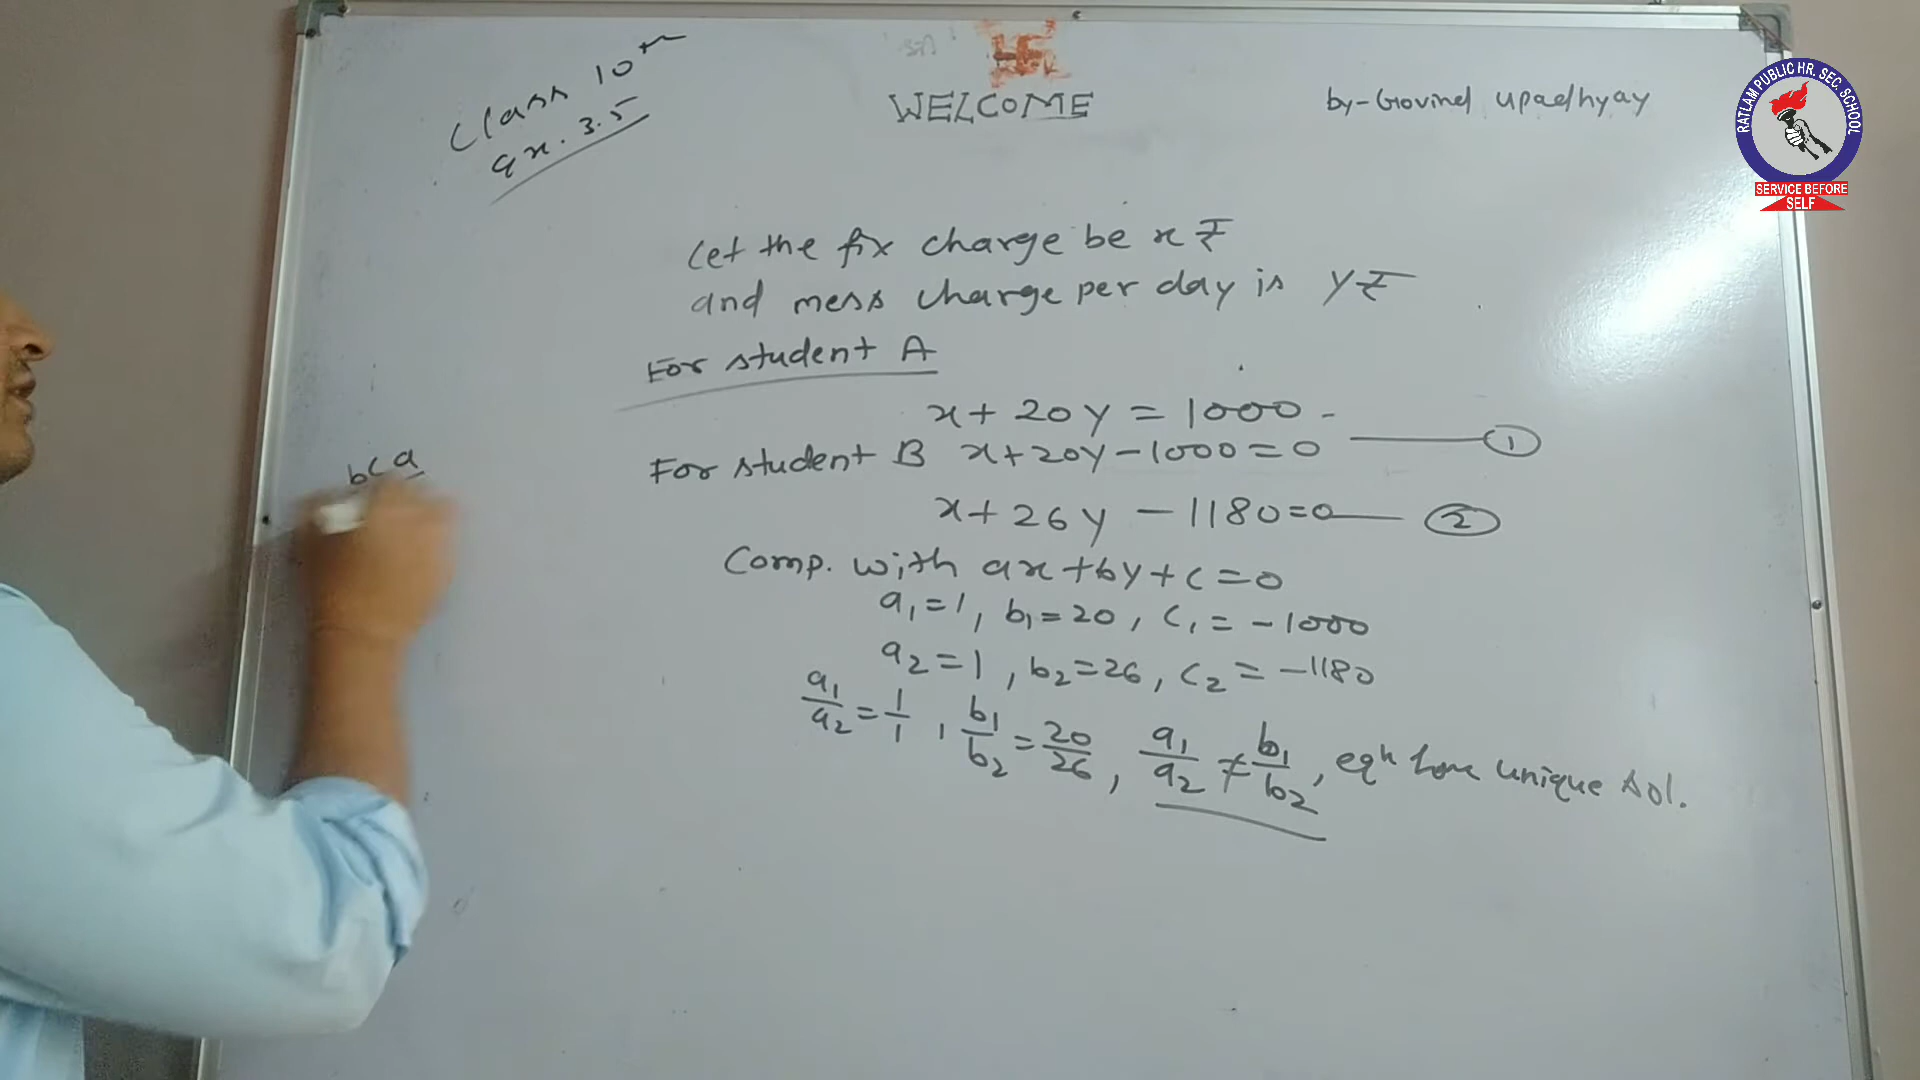 Class 10th
ex. 3.5
WELCOME
by-Govind Upadhyay
RATLAM PUBLIC HR. SEC. SCHOOL
SERVICE BEFORE
SELF
Let the fix charge be x ₹
and mess charge per day is y ₹
For student A
x + 20y = 1000 -
For student B x+20y-1000=0 ——— 1
x + 26y - 1180=0 —— 2
Comp. with ax+by+c=0
a₁=1, b₁=20, c₁=-1000
a₂=1, b₂=26, c₂=-1180
a₁/a₂ = 1/1, b₁/b₂ = 20/26, a₁/a₂ ≠ b₁/b₂, eqn have unique sol.
b c a